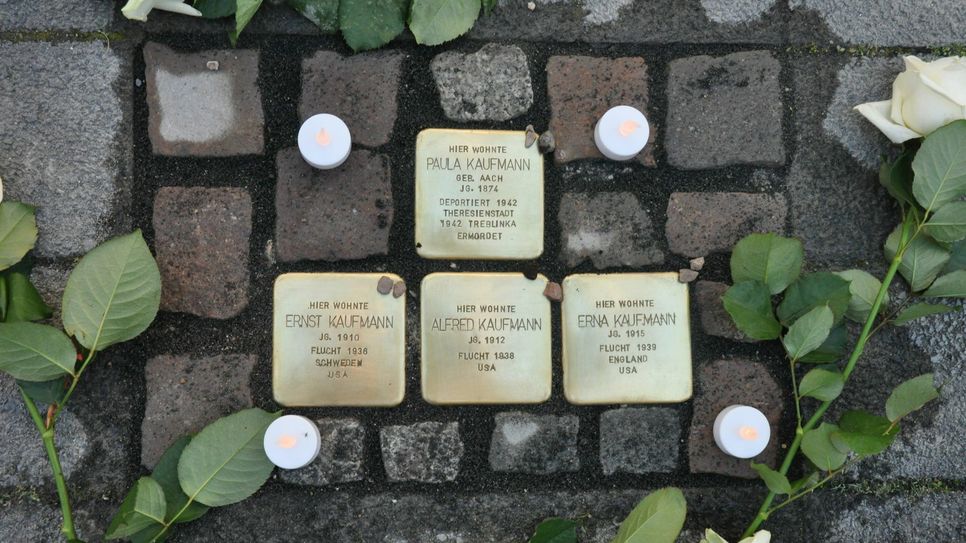 HIER WOHNTE
PAULA KAUFMANN
GEB. AACH
JG. 1874
DEPORTIERT 1942
THERESIENSTADT
1942 TREBLINKA
ERMORDET
HIER WOHNTE
ERNST KAUFMANN
JG. 1910
FLUCHT 1936
SCHWEDEN
USA
HIER WOHNTE
ALFRED KAUFMANN
JG. 1912
FLUCHT 1938
USA
HIER WOHNTE
ERNA KAUFMANN
JG. 1915
FLUCHT 1939
ENGLAND
USA